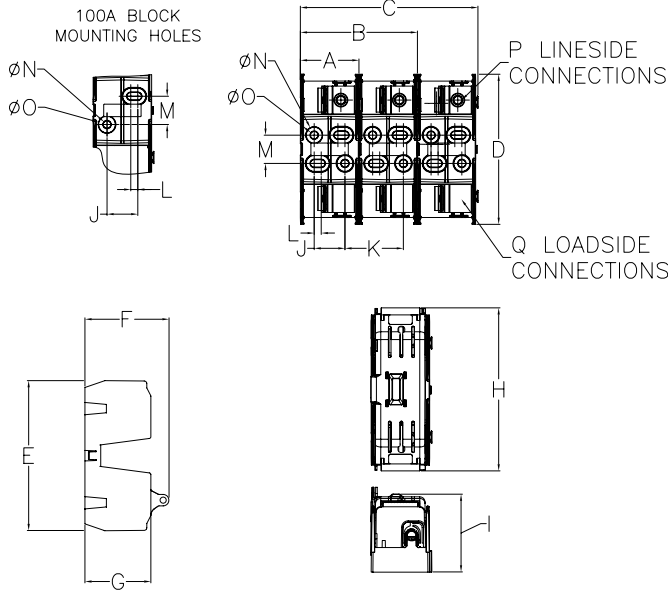 100A BLOCK
MOUNTING HOLES
C
B
A
P LINESIDE
CONNECTIONS
øN
øO
M
øN
øO
M
D
L
J
L
J
K
Q LOADSIDE
CONNECTIONS
F
E
G
H
I